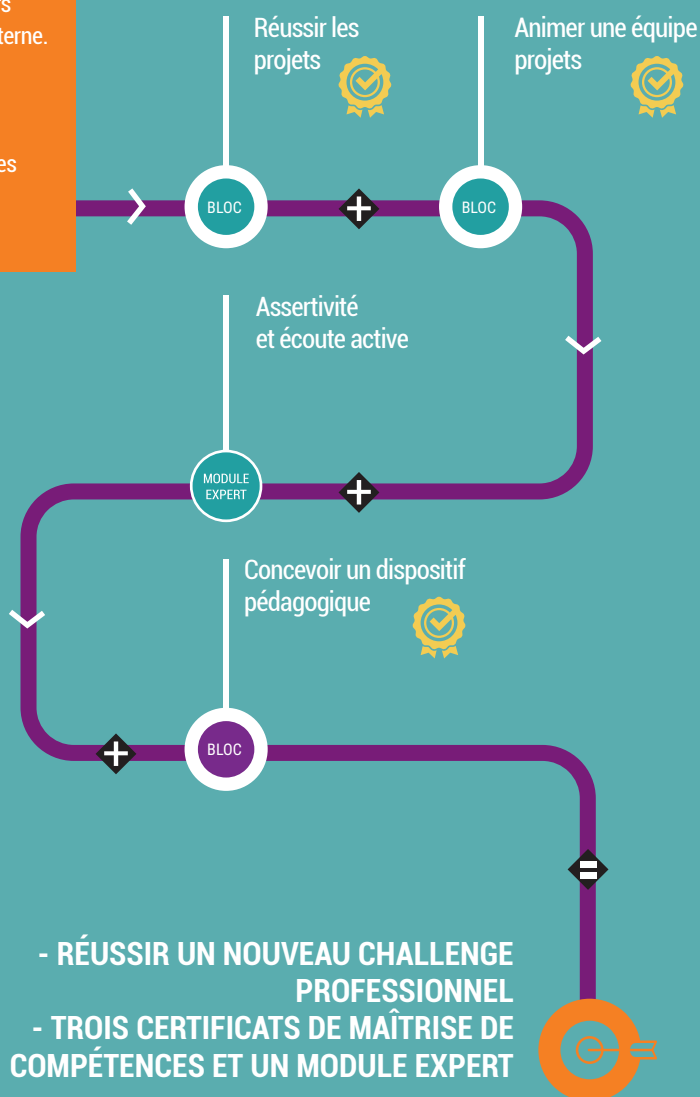 terne.
Réussir les
projets
Animer une équipe
projets
BLOC
BLOC
Assertivité
et écoute active
MODULE
EXPERT
Concevoir un dispositif
pédagogique
BLOC
- RÉUSSIR UN NOUVEAU CHALLENGE
PROFESSIONNEL
- TROIS CERTIFICATS DE MAÎTRISE DE
COMPÉTENCES ET UN MODULE EXPERT